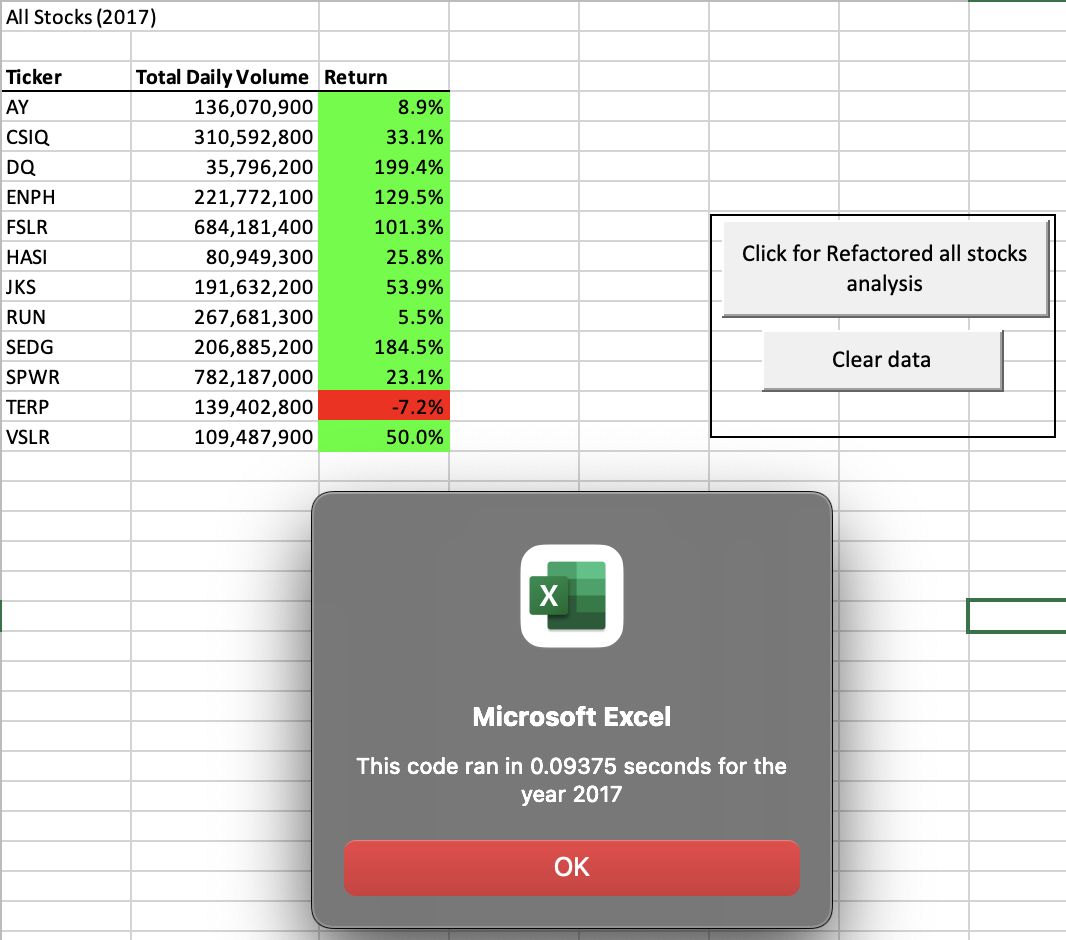 All Stocks (2017)
Ticker Total Daily Volume Return
AY 136,070,900 8.9%
CSIQ 310,592,800 33.1%
DQ 35,796,200 199.4%
ENPH 221,772,100 129.5%
FSLR 684,181,400 101.3%
HASI 80,949,300 25.8%
JKS 191,632,200 53.9%
RUN 267,681,300 5.5%
SEDG 206,885,200 184.5%
SPWR 782,187,000 23.1%
TERP 139,402,800 -7.2%
VSLR 109,487,900 50.0%
Click for Refactored all stocks
analysis
Clear data
X
Microsoft Excel
This code ran in 0.09375 seconds for the
year 2017
OK